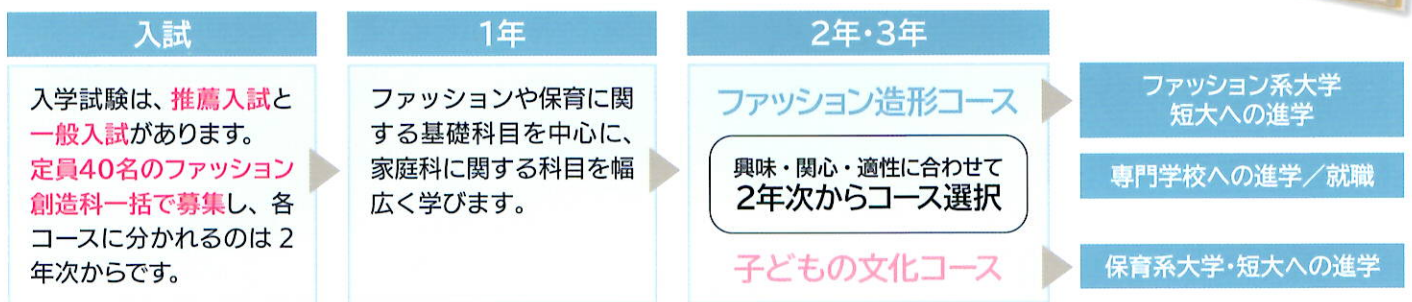 入試
入学試験は、推薦入試と
一般入試があります。
定員40名のファッション
創造科一括で募集し、各
コースに分かれるのは2
年次からです。
1年
ファッションや保育に関
する基礎科目を中心に、
家庭科に関する科目を幅
広く学びます。
2年・3年
ファッション造形コース
興味・関心・適性に合わせて
2年次からコース選択
子どもの文化コース
ファッション系大学
短大への進学
専門学校への進学／就職
保育系大学・短大への進学